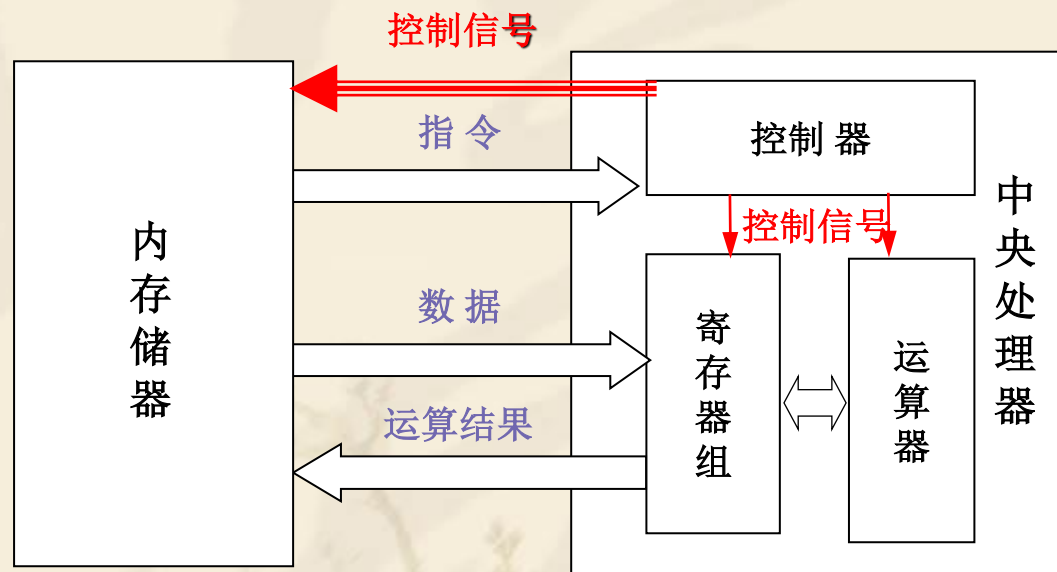 控制信号
控制 器
指 令
控制信号
中央处理器
内存储器
数 据
寄存器组
运算器
运算结果